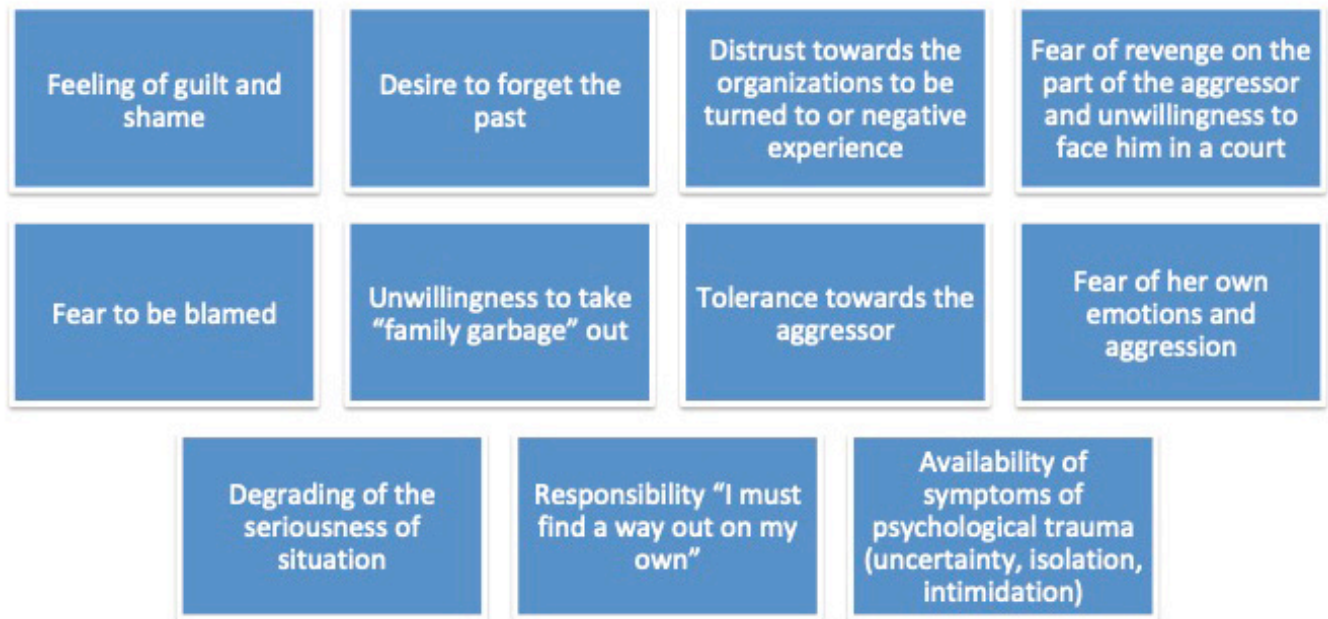 Feeling of guilt and
shame
Desire to forget the
past
Distrust towards the
organizations to be
turned to or negative
experience
Fear of revenge on the
part of the aggressor
and unwillingness to
face him in a court
Fear to be blamed
Unwillingness to take
“family garbage” out
Tolerance towards the
aggressor
Fear of her own
emotions and
aggression
Degrading of the
seriousness of
situation
Responsibility “I must
find a way out on my
own”
Availability of
symptoms of
psychological trauma
(uncertainty, isolation,
intimidation)